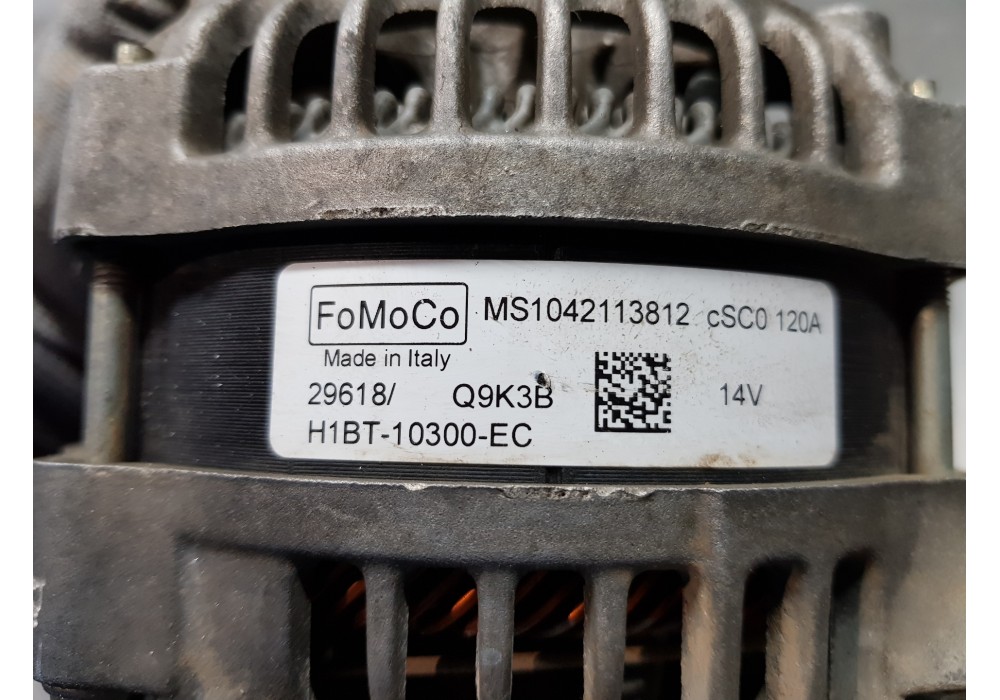 FoMoCo MS1042113812 cSC0 120A
Made in Italy
29618/ Q9K3B 14V
H1BT-10300-EC